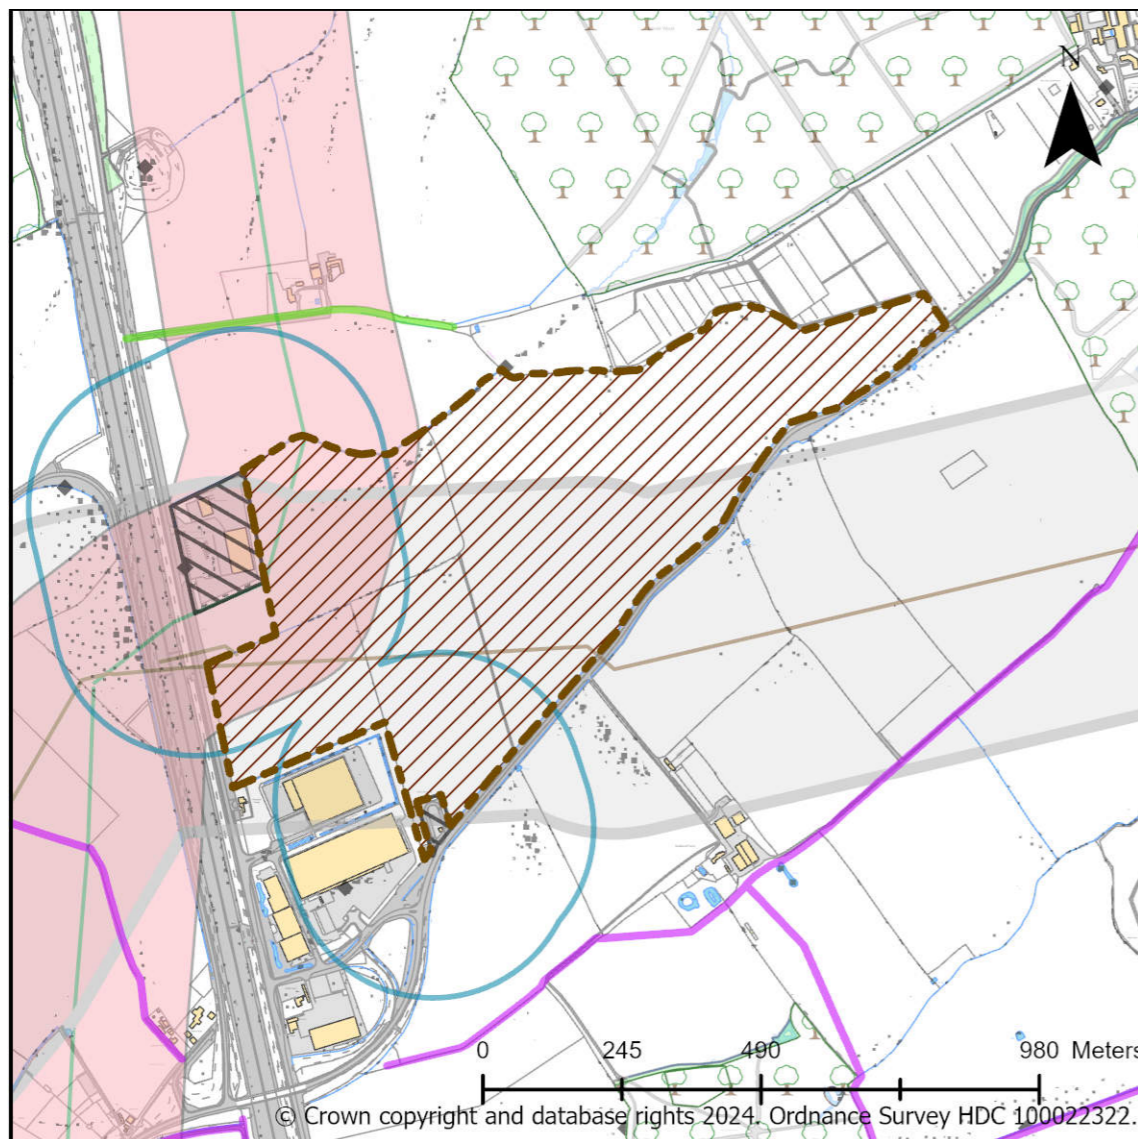 N
0 245 490 980 Meters
© Crown copyright and database rights 2024. Ordnance Survey HDC 100022322.